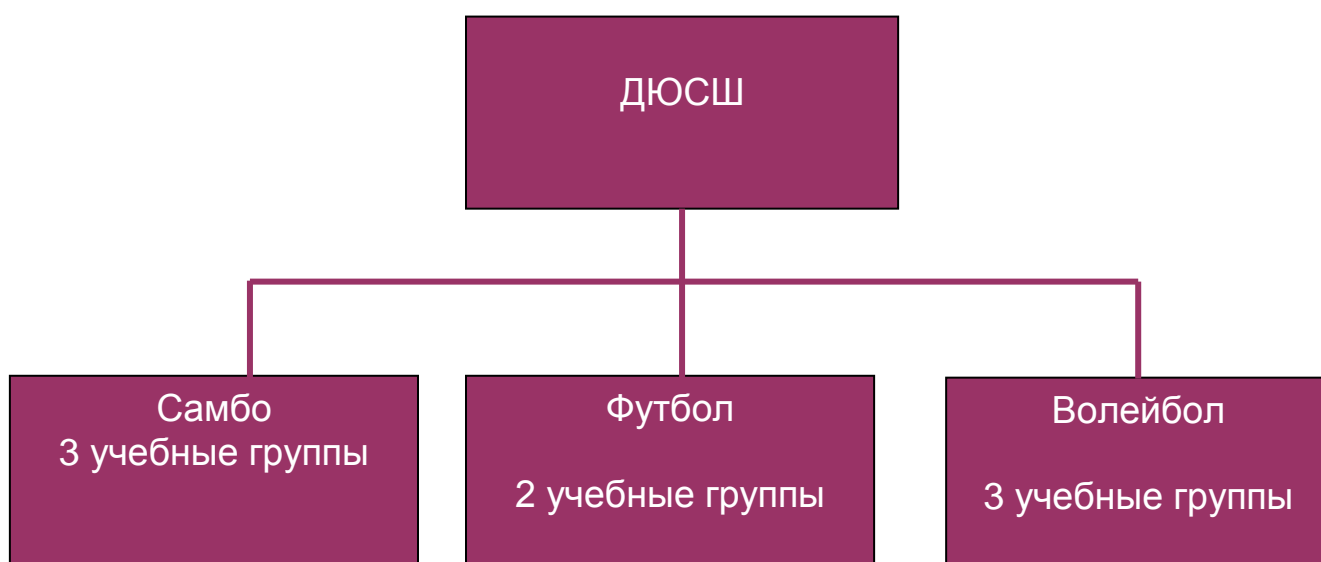 ДЮСШ
Самбо
3 учебные группы
Футбол
2 учебные группы
Волейбол
3 учебные группы